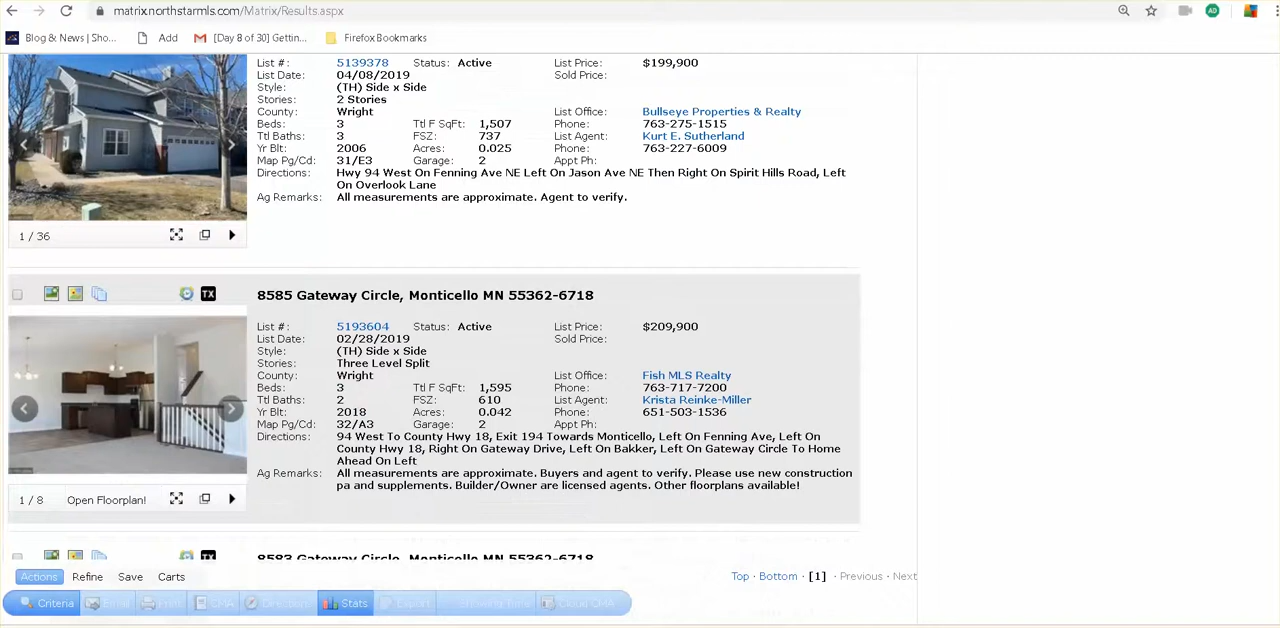 matrix.northstarmls.com/Matrix/Results.aspx
AD
Blog & News | Sho...
Add
[Day 8 of 30] Gettin...
Firefox Bookmarks
List #: 5139378 Status: Active List Price: $199,900
List Date: 04/08/2019 Sold Price:
Style: (TH) Side x Side
Stories: 2 Stories
County: Wright List Office: Bullseye Properties & Realty
Beds: 3 Ttl F SqFt: 1,507 Phone: 763-275-1515
Ttl Baths: 3 FSZ: 737 List Agent: Kurt E. Sutherland
Yr Blt: 2006 Acres: 0.025 Phone: 763-227-6009
Map Pg/Cd: 31/E3 Garage: 2 Appt Ph:
Directions: Hwy 94 West On Fenning Ave NE Left On Jason Ave NE Then Right On Spirit Hills Road, Left
On Overlook Lane
Ag Remarks: All measurements are approximate. Agent to verify.
1 / 36
TX
8585 Gateway Circle, Monticello MN 55362-6718
List #: 5193604 Status: Active List Price: $209,900
List Date: 02/28/2019 Sold Price:
Style: (TH) Side x Side
Stories: Three Level Split
County: Wright List Office: Fish MLS Realty
Beds: 3 Ttl F SqFt: 1,595 Phone: 763-717-7200
Ttl Baths: 2 FSZ: 610 List Agent: Krista Reinke-Miller
Yr Blt: 2018 Acres: 0.042 Phone: 651-503-1536
Map Pg/Cd: 32/A3 Garage: 2 Appt Ph:
Directions: 94 West To County Hwy 18, Exit 194 Towards Monticello, Left On Fenning Ave, Left On
County Hwy 18, Right On Gateway Drive, Left On Bakker, Left On Gateway Circle To Home
Ahead On Left
Ag Remarks: All measurements are approximate. Buyers and agent to verify. Please use new construction
pa and supplements. Builder/Owner are licensed agents. Other floorplans available!
1 / 8 Open Floorplan!
TX
8583 Gateway Circle, Monticello MN 55362-6718
Actions Refine Save Carts
Top · Bottom · [1] · Previous · Next
Criteria Email Print CMA Directions Stats Export Showing Time Cloud CMA